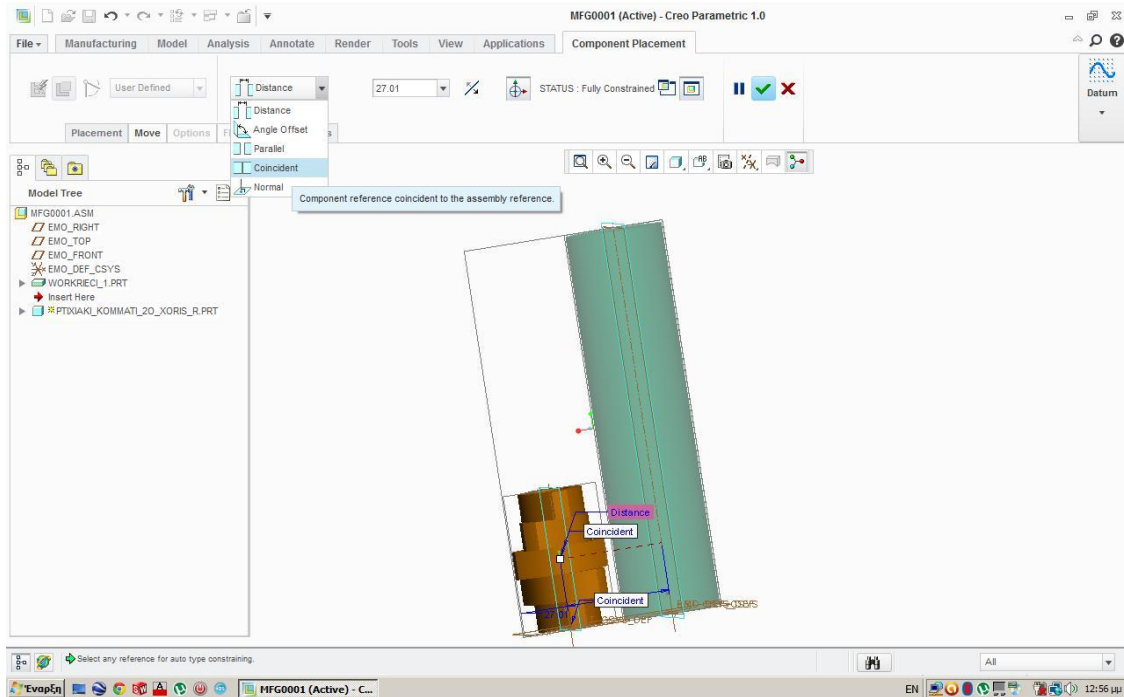 MFG0001 (Active) - Creo Parametric 1.0
File Manufacturing Model Analysis Annotate Render Tools View Applications Component Placement
User Defined Distance 27.01 STATUS : Fully Constrained
Datum
Distance
Angle Offset
Parallel
Coincident
Normal
Placement Move Options
Component reference coincident to the assembly reference.
Model Tree
MFG0001.ASM
EMO_RIGHT
EMO_TOP
EMO_FRONT
EMO_DEF_CSYS
WORKRIECI_1.PRT
Insert Here
PTIXIAKI_KOMMATI_2O_XORIS_R.PRT
Distance
Coincident
Coincident
27.01
Select any reference for auto type constraining.
All
Έναρξη MFG0001 (Active) - C... EN 12:56 μμ